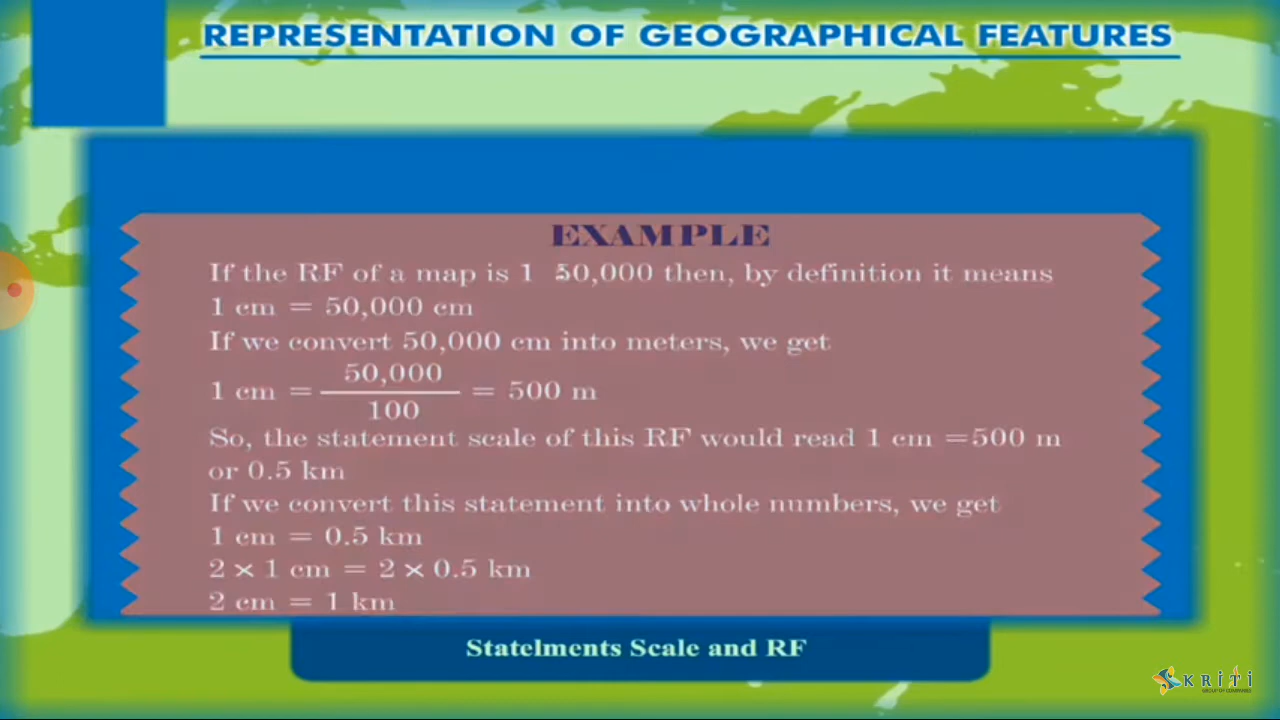 REPRESENTATION OF GEOGRAPHICAL FEATURES
EXAMPLE
If the RF of a map is 1 50,000 then, by definition it means
1 cm = 50,000 cm
If we convert 50,000 cm into meters, we get
1 cm = 50,000 / 100 = 500 m
So, the statement scale of this RF would read 1 cm =500 m
or 0.5 km
If we convert this statement into whole numbers, we get
1 cm = 0.5 km
2 × 1 cm = 2 × 0.5 km
2 cm = 1 km
Statelments Scale and RF
KRITI
GROUP OF COMPANIES